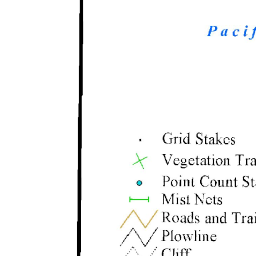 Pacif
Grid Stakes
Vegetation Tra
Point Count St
Mist Nets
Roads and Trai
Plowline
Cliff